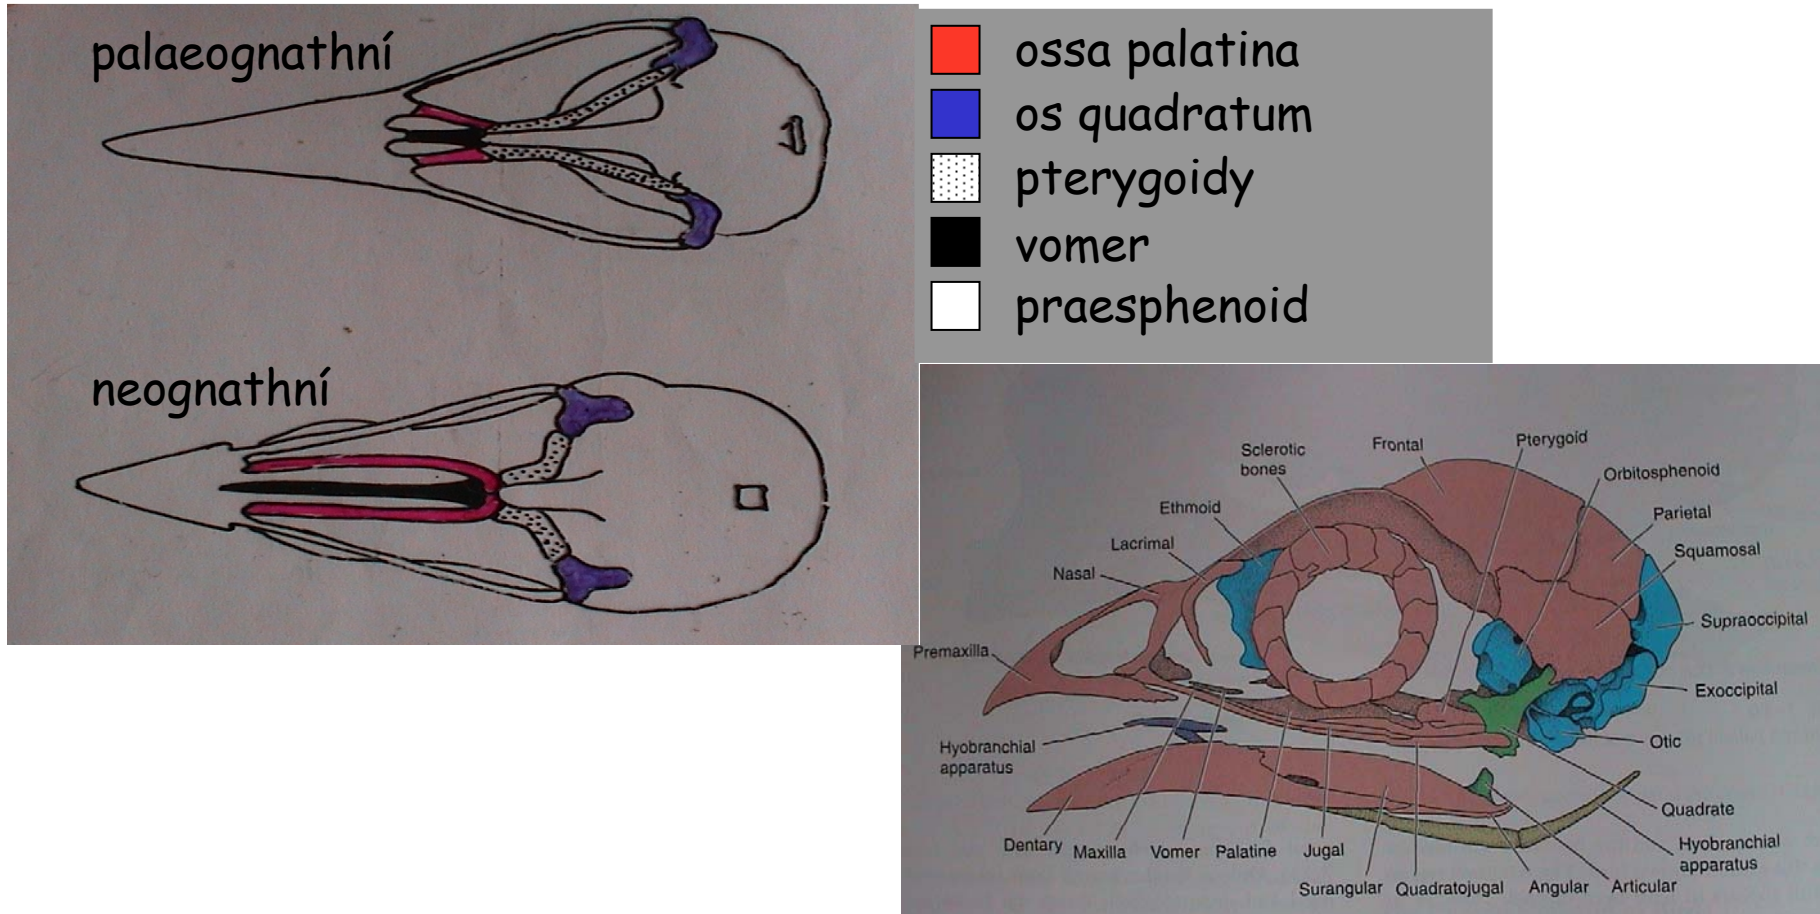 palaeognathní
neognathní
ossa palatina
os quadratum
pterygoidy
vomer
praesphenoid
Sclerotic
bones
Frontal
Pterygoid
Orbitosphenoid
Parietal
Squamosal
Ethmoid
Lacrimal
Nasal
Premaxilla
Supraoccipital
Exoccipital
Otic
Hyobranchial
apparatus
Quadrate
Hyobranchial
apparatus
Dentary
Maxilla
Vomer
Palatine
Jugal
Surangular
Quadratojugal
Angular
Articular